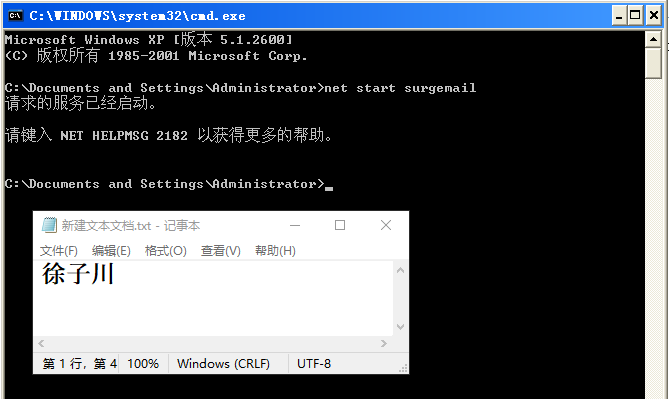 C:\WINDOWS\system32\cmd.exe
Microsoft Windows XP [版本 5.1.2600]
(C) 版权所有 1985-2001 Microsoft Corp.
C:\Documents and Settings\Administrator>net start surgemail
请求的服务已经启动。
请键入 NET HELPMSG 2182 以获得更多的帮助。
C:\Documents and Settings\Administrator>_
新建文本文档.txt - 记事本
文件(F) 编辑(E) 格式(O) 查看(V) 帮助(H)
徐子川
第 1 行，第 4 100% Windows (CRLF) UTF-8